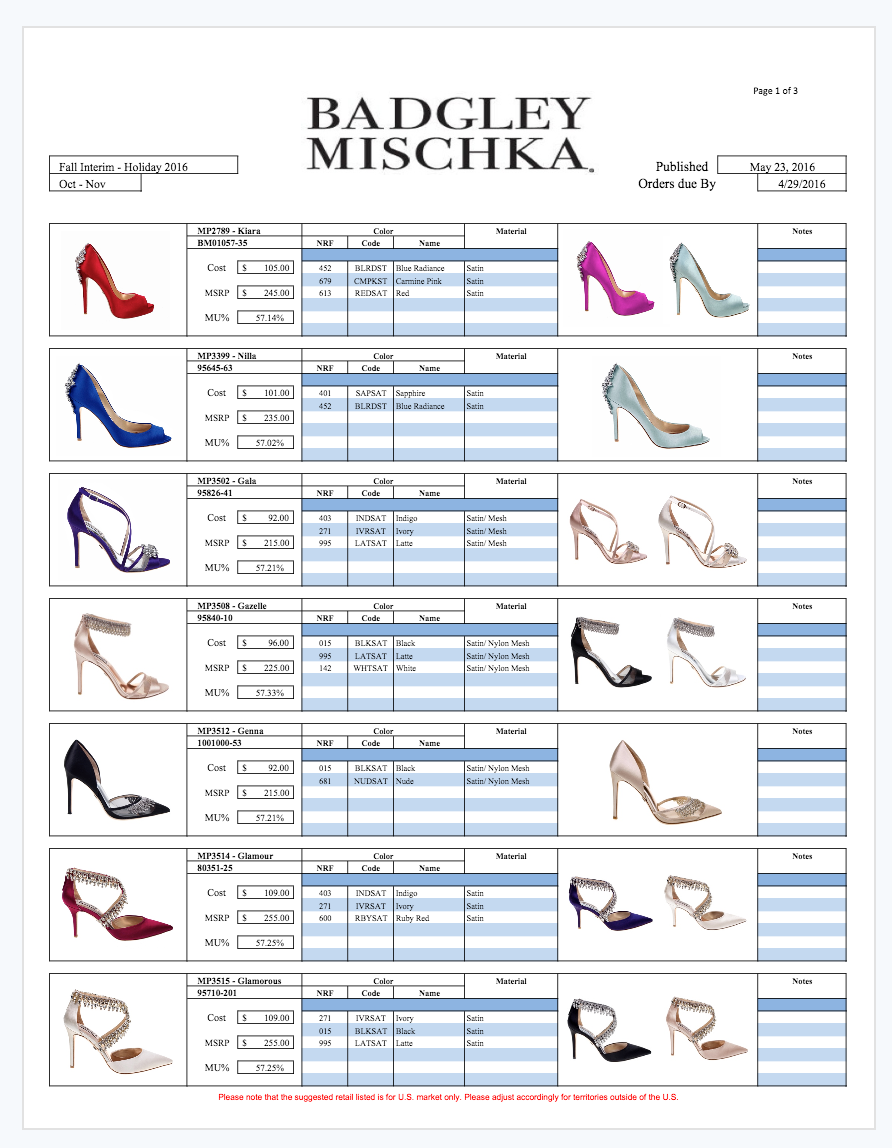 Page 1 of 3
BADGLEY
MISCHKA
Fall Interim - Holiday 2016
Published May 23, 2016
Oct - Nov
Orders due By 4/29/2016
MP2789 - Kiara Color Material Notes
BM01057-35 NRF Code Name
Cost $ 105.00 452 BLRDST Blue Radiance Satin
679 CMPKST Carmine Pink Satin
MSRP $ 245.00 613 REDSAT Red Satin
MU% 57.14%
MP3399 - Nilla Color Material Notes
95645-63 NRF Code Name
Cost $ 101.00 401 SAPSAT Sapphire Satin
452 BLRDST Blue Radiance Satin
MSRP $ 235.00
MU% 57.02%
MP3502 - Gala Color Material Notes
95826-41 NRF Code Name
Cost $ 92.00 403 INDSAT Indigo Satin/ Mesh
271 IVRSAT Ivory Satin/ Mesh
MSRP $ 215.00 995 LATSAT Latte Satin/ Mesh
MU% 57.21%
MP3508 - Gazelle Color Material Notes
95840-10 NRF Code Name
Cost $ 96.00 015 BLKSAT Black Satin/ Nylon Mesh
995 LATSAT Latte Satin/ Nylon Mesh
MSRP $ 225.00 142 WHTSAT White Satin/ Nylon Mesh
MU% 57.33%
MP3512 - Genna Color Material Notes
1001000-53 NRF Code Name
Cost $ 92.00 015 BLKSAT Black Satin/ Nylon Mesh
681 NUDSAT Nude Satin/ Nylon Mesh
MSRP $ 215.00
MU% 57.21%
MP3514 - Glamour Color Material Notes
80351-25 NRF Code Name
Cost $ 109.00 403 INDSAT Indigo Satin
271 IVRSAT Ivory Satin
MSRP $ 255.00 600 RBYSAT Ruby Red Satin
MU% 57.25%
MP3515 - Glamorous Color Material Notes
95710-201 NRF Code Name
Cost $ 109.00 271 IVRSAT Ivory Satin
015 BLKSAT Black Satin
MSRP $ 255.00 995 LATSAT Latte Satin
MU% 57.25%
Please note that the suggested retail listed is for U.S. market only. Please adjust accordingly for territories outside of the U.S.